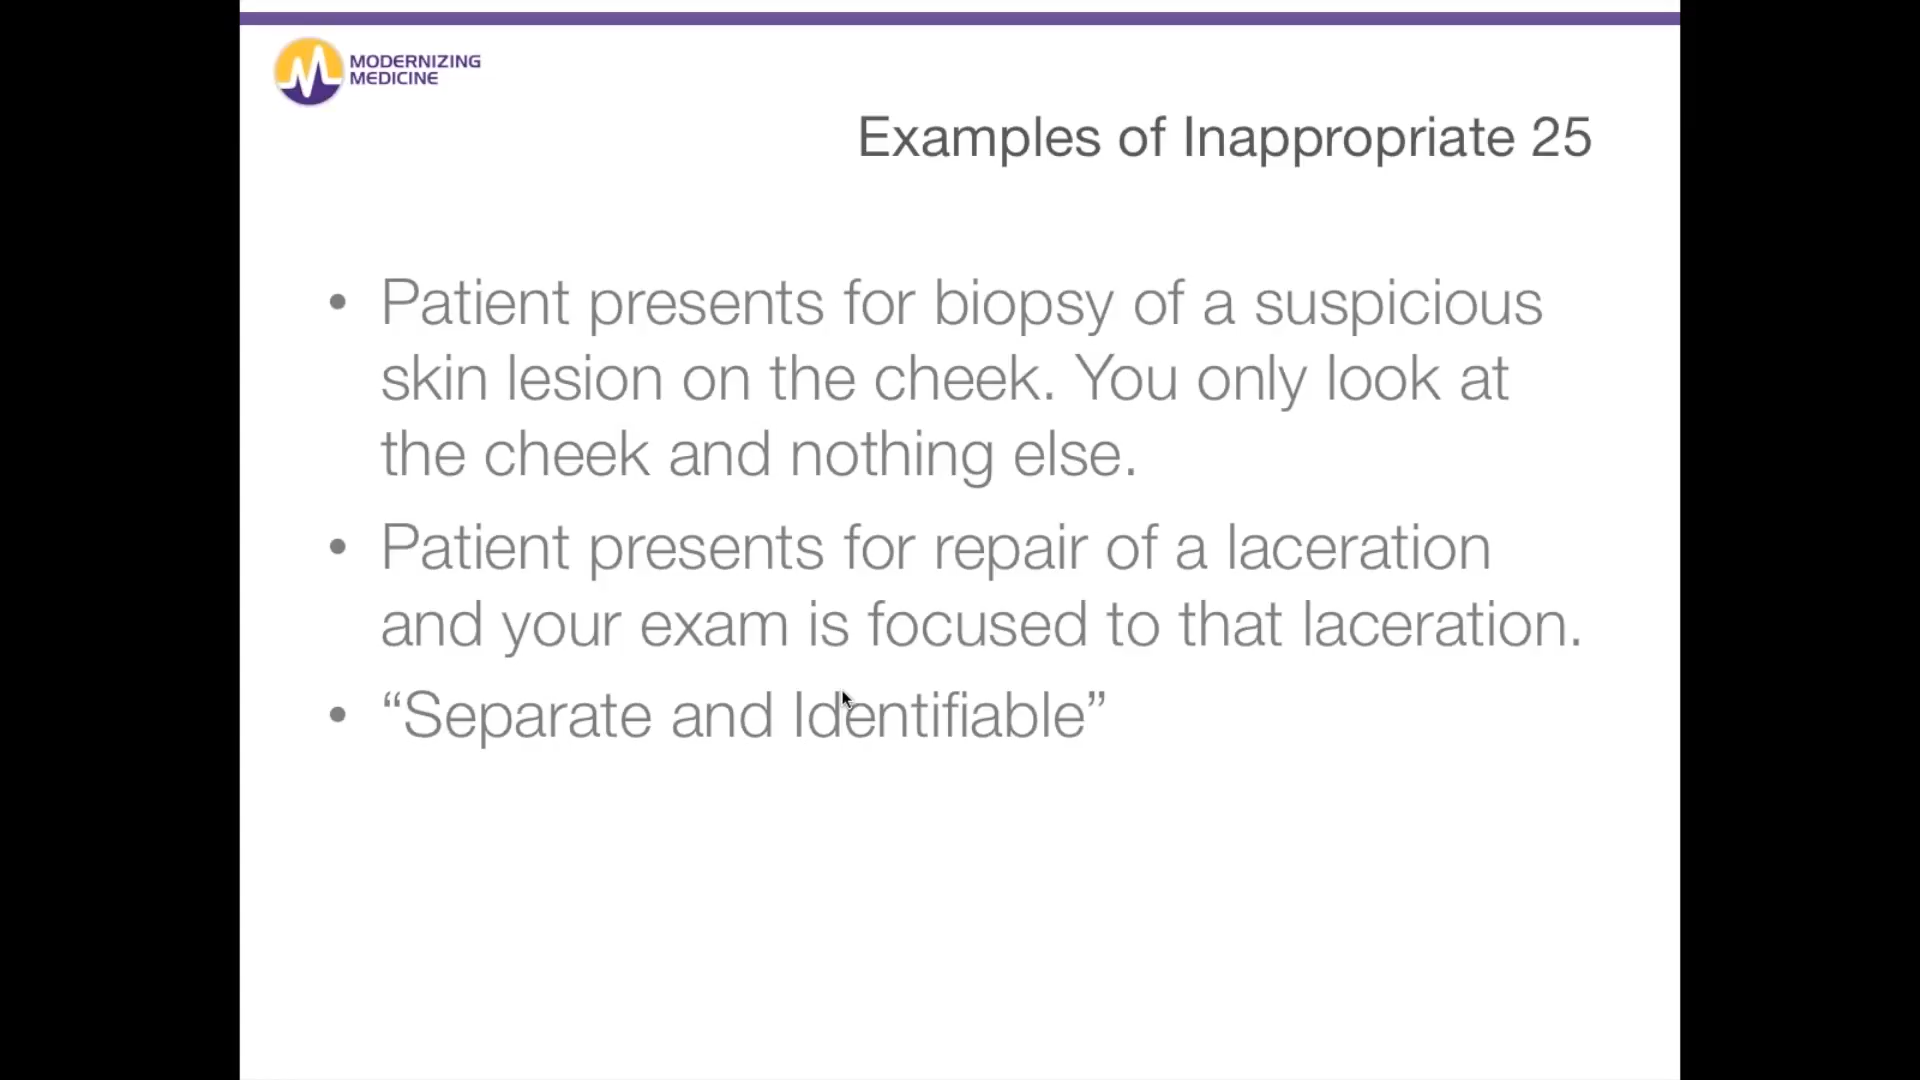 MODERNIZING
MEDICINE
Examples of Inappropriate 25
• Patient presents for biopsy of a suspicious
skin lesion on the cheek. You only look at
the cheek and nothing else.
• Patient presents for repair of a laceration
and your exam is focused to that laceration.
• “Separate and Identifiable”